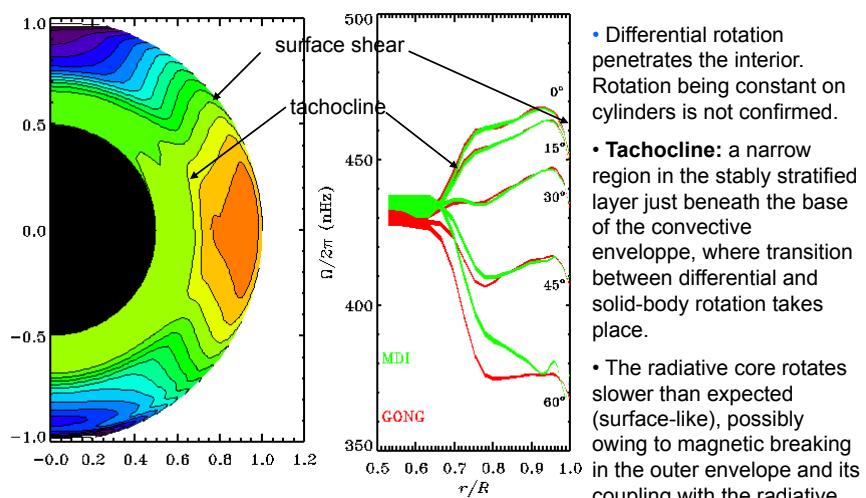 surface shear
tachocline
1.0
0.5
0.0
−0.5
−1.0
−0.0 0.2 0.4 0.6 0.8 1.0 1.2
500
450
400
350
Ω/2π (nHz)
0°
15°
30°
45°
60°
MDI
GONG
0.5 0.6 0.7 0.8 0.9 1.0
r/R
• Differential rotation
penetrates the interior.
Rotation being constant on
cylinders is not confirmed.
• Tachocline: a narrow
region in the stably stratified
layer just beneath the base
of the convective
enveloppe, where transition
between differential and
solid-body rotation takes
place.
• The radiative core rotates
slower than expected
(surface-like), possibly
owing to magnetic breaking
in the outer envelope and its
coupling with the radiative